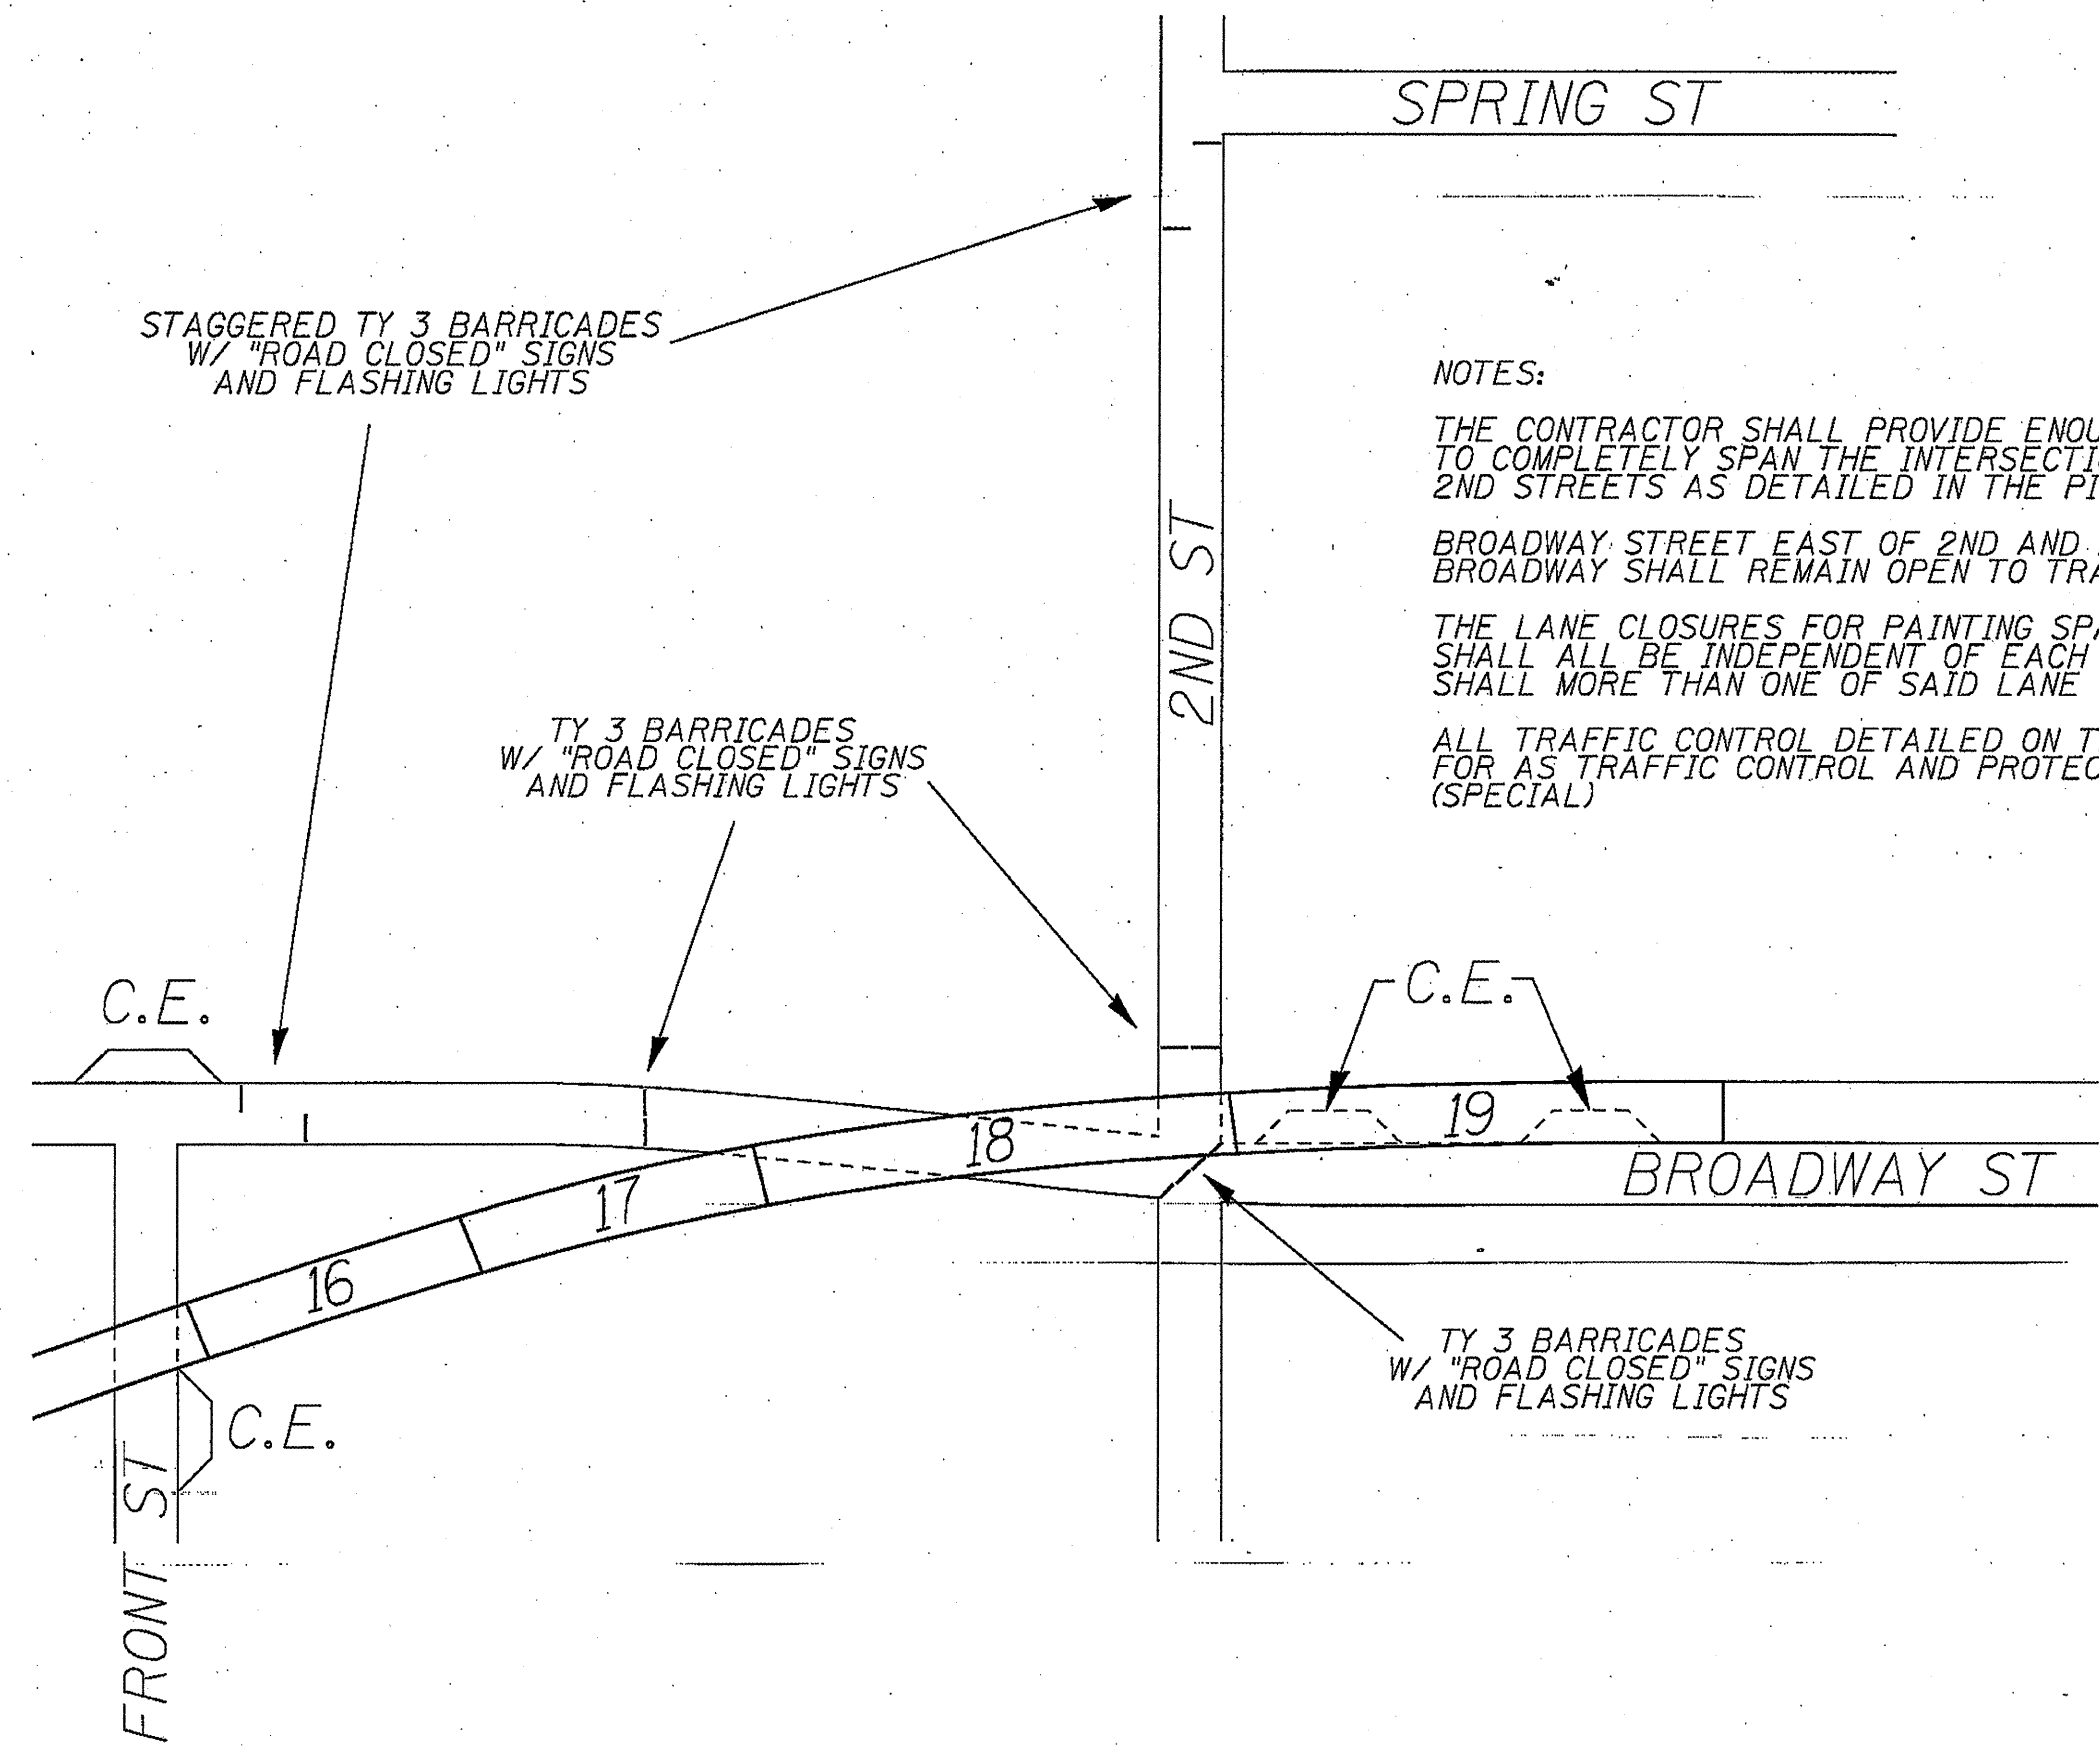 SPRING ST
STAGGERED TY 3 BARRICADES
W/ "ROAD CLOSED" SIGNS
AND FLASHING LIGHTS
NOTES:
THE CONTRACTOR SHALL PROVIDE
TO COMPLETELY SPAN THE
2ND STREETS AS DETAILED IN THE
BROADWAY STREET EAST OF 2ND AND
BROADWAY SHALL REMAIN OPEN TO
THE LANE CLOSURES FOR PAINTING
SHALL ALL BE INDEPENDENT OF EACH
SHALL MORE THAN ONE OF SAID LANE
ALL TRAFFIC CONTROL DETAILED ON
FOR AS TRAFFIC CONTROL AND
(SPECIAL)
2ND ST
TY 3 BARRICADES
W/ "ROAD CLOSED" SIGNS
AND FLASHING LIGHTS
C.E.
C.E.
19
18
BROADWAY ST
17
16
TY 3 BARRICADES
W/ "ROAD CLOSED" SIGNS
AND FLASHING LIGHTS
C.E.
FRONT ST